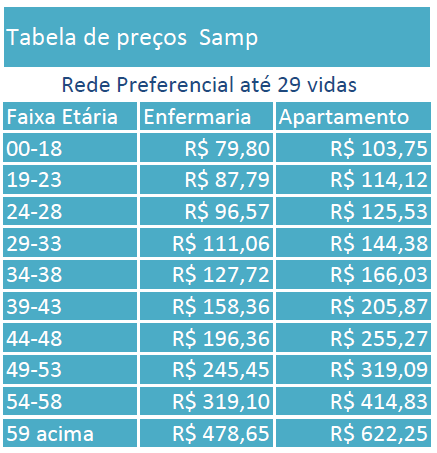 Tabela de preços Samp
Rede Preferencial até 29 vidas
Faixa Etária Enfermaria Apartamento
00-18 R$ 79,80 R$ 103,75
19-23 R$ 87,79 R$ 114,12
24-28 R$ 96,57 R$ 125,53
29-33 R$ 111,06 R$ 144,38
34-38 R$ 127,72 R$ 166,03
39-43 R$ 158,36 R$ 205,87
44-48 R$ 196,36 R$ 255,27
49-53 R$ 245,45 R$ 319,09
54-58 R$ 319,10 R$ 414,83
59 acima R$ 478,65 R$ 622,25